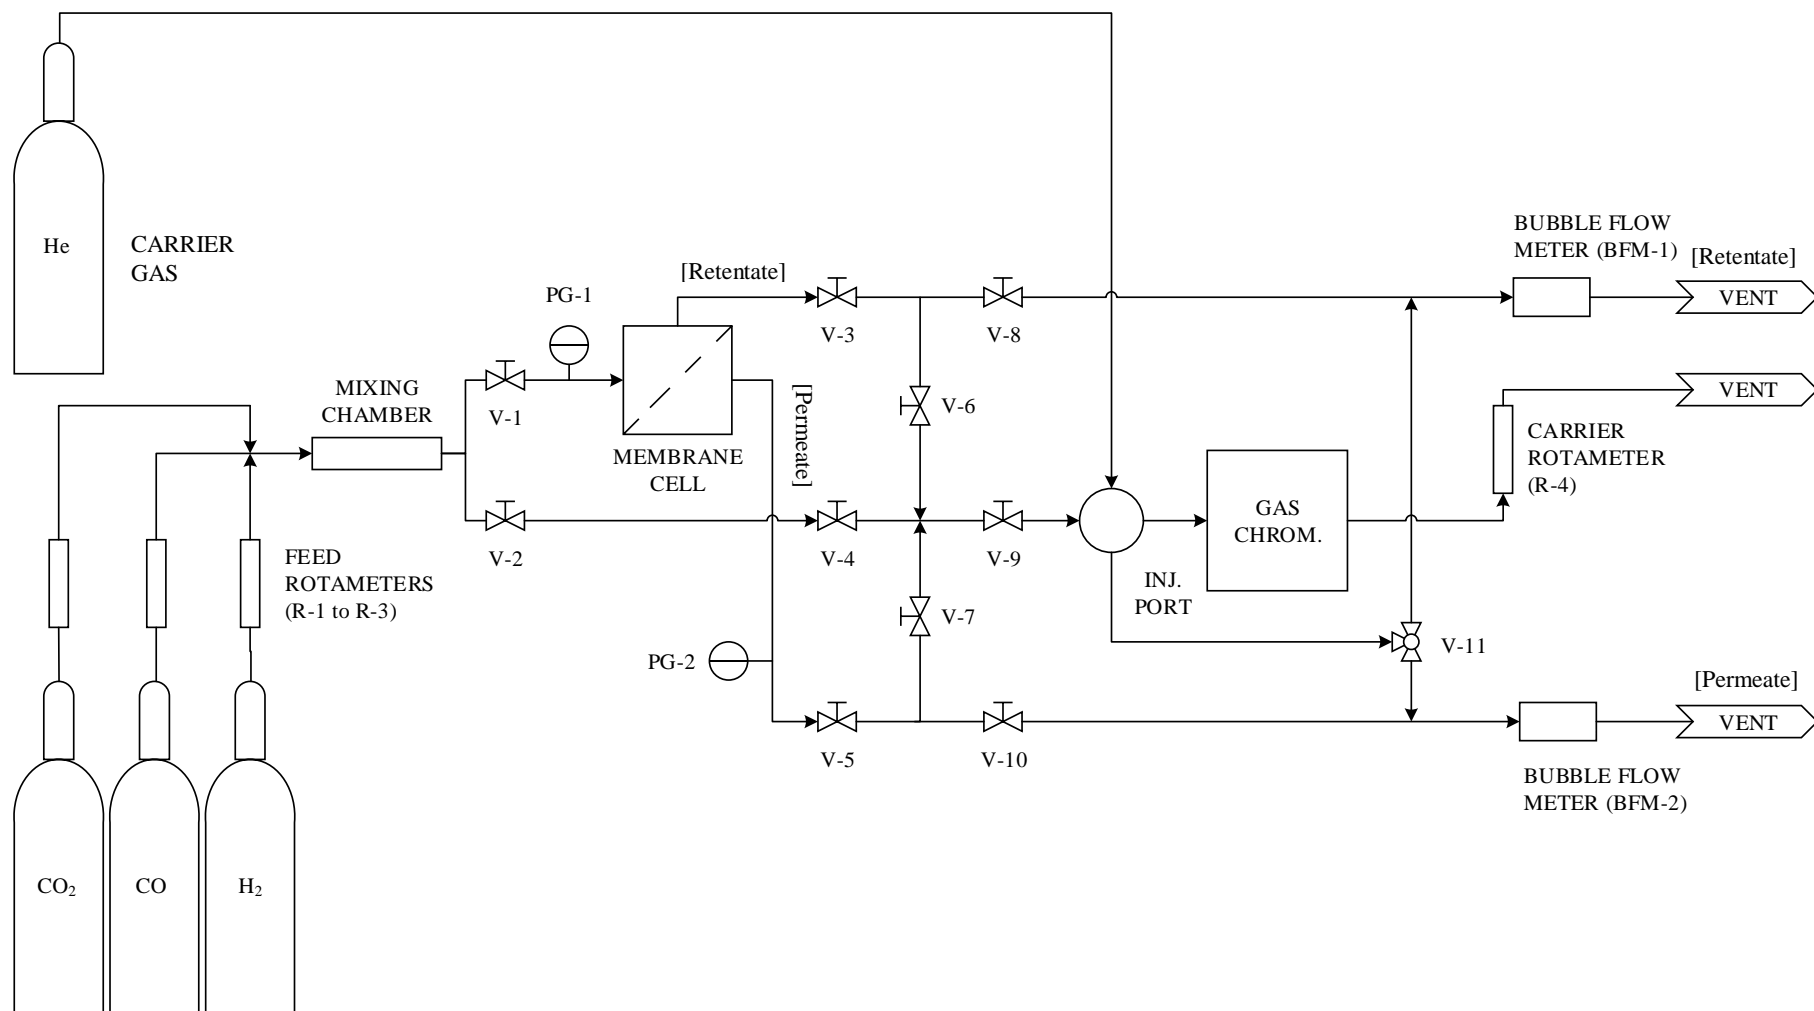 He
CARRIER
GAS
BUBBLE FLOW
METER (BFM-1)
[Retentate]
VENT
[Retentate]
PG-1
V-3
V-8
MIXING
CHAMBER
V-1
[Permeate]
V-6
VENT
CARRIER
ROTAMETER
(R-4)
MEMBRANE
CELL
GAS
CHROM.
V-2
V-4
V-9
FEED
ROTAMETERS
(R-1 to R-3)
INJ.
PORT
V-7
V-11
PG-2
[Permeate]
VENT
V-5
V-10
BUBBLE FLOW
METER (BFM-2)
CO2
CO
H2